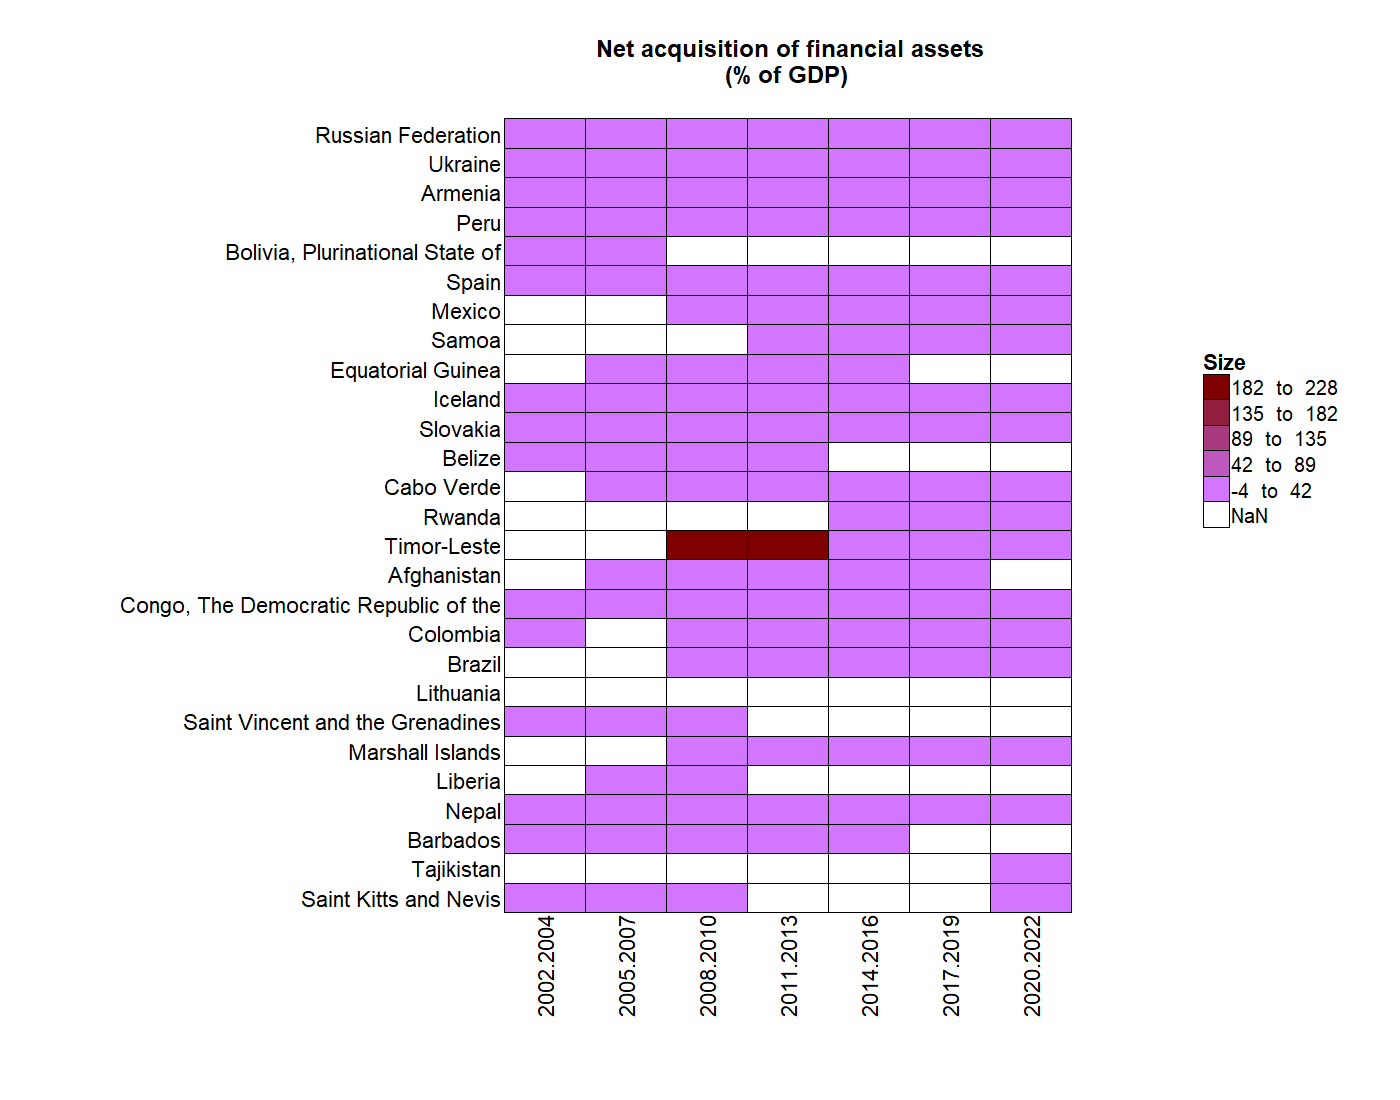 Net acquisition of financial assets
(% of GDP)
Russian Federation
Ukraine
Armenia
Peru
Bolivia, Plurinational State of
Spain
Mexico
Samoa
Equatorial Guinea
Iceland
Slovakia
Belize
Cabo Verde
Rwanda
Timor-Leste
Afghanistan
Congo, The Democratic Republic of the
Colombia
Brazil
Lithuania
Saint Vincent and the Grenadines
Marshall Islands
Liberia
Nepal
Barbados
Tajikistan
Saint Kitts and Nevis
2002.2004
2005.2007
2008.2010
2011.2013
2014.2016
2017.2019
2020.2022
Size
182 to 228
135 to 182
89 to 135
42 to 89
-4 to 42
NaN